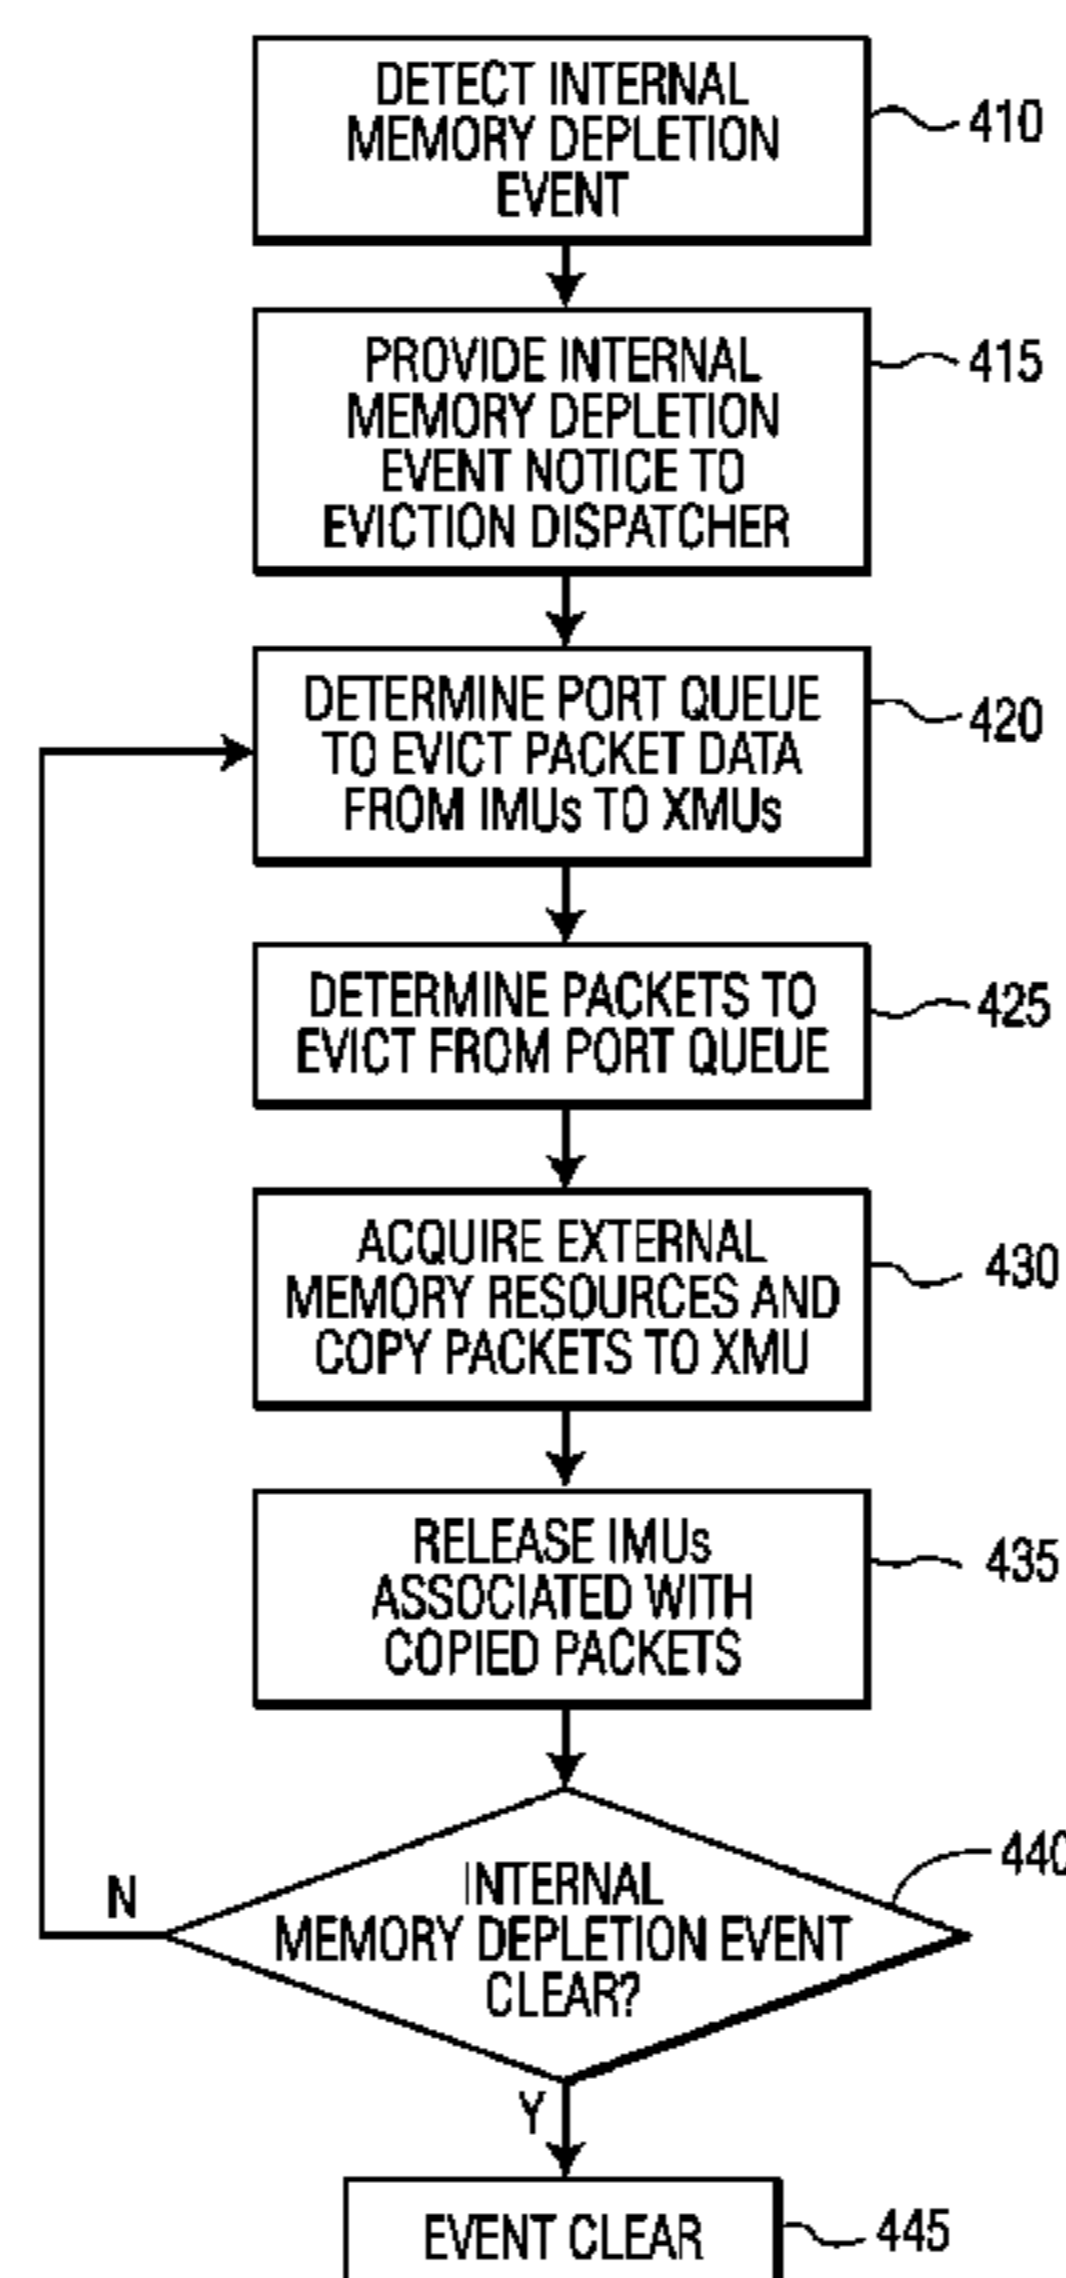 DETECT INTERNAL
MEMORY DEPLETION
EVENT
410
PROVIDE INTERNAL
MEMORY DEPLETION
EVENT NOTICE TO
EVICTION DISPATCHER
415
DETERMINE PORT QUEUE
TO EVICT PACKET DATA
FROM IMUs TO XMUs
420
DETERMINE PACKETS TO
EVICT FROM PORT QUEUE
425
ACQUIRE EXTERNAL
MEMORY RESOURCES AND
COPY PACKETS TO XMU
430
RELEASE IMUs
ASSOCIATED WITH
COPIED PACKETS
435
INTERNAL
MEMORY DEPLETION EVENT
CLEAR?
440
N
Y
EVENT CLEAR
445